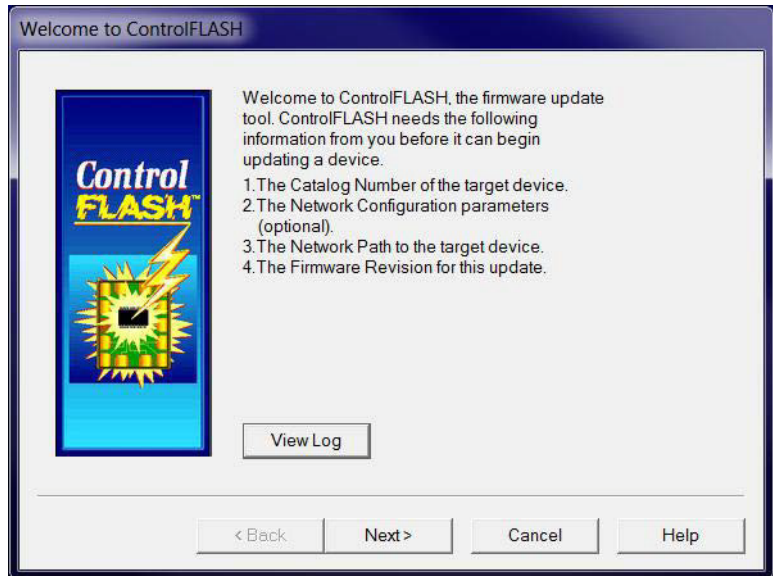 Welcome to ControlFLASH
Control
FLASH™
Welcome to ControlFLASH, the firmware update
tool. ControlFLASH needs the following
information from you before it can begin
updating a device.
1.The Catalog Number of the target device.
2.The Network Configuration parameters
(optional).
3.The Network Path to the target device.
4.The Firmware Revision for this update.
View Log
< Back
Next >
Cancel
Help